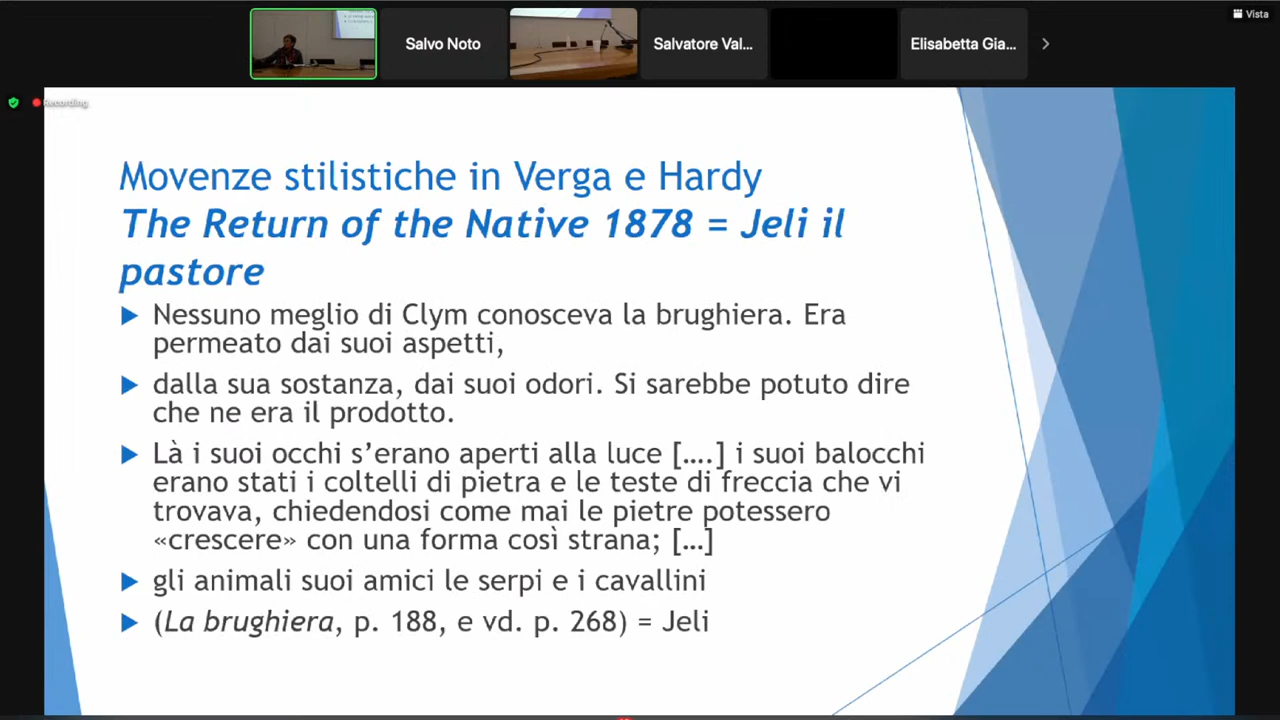 Vista
Salvo Noto
Salvatore Val...
Elisabetta Gia...
Recording
Movenze stilistiche in Verga e Hardy
The Return of the Native 1878 = Jeli il
pastore
Nessuno meglio di Clym conosceva la brughiera. Era
permeato dai suoi aspetti,
dalla sua sostanza, dai suoi odori. Si sarebbe potuto dire
che ne era il prodotto.
Là i suoi occhi s’erano aperti alla luce [….] i suoi balocchi
erano stati i coltelli di pietra e le teste di freccia che vi
trovava, chiedendosi come mai le pietre potessero
«crescere» con una forma così strana; […]
gli animali suoi amici le serpi e i cavallini
(La brughiera, p. 188, e vd. p. 268) = Jeli